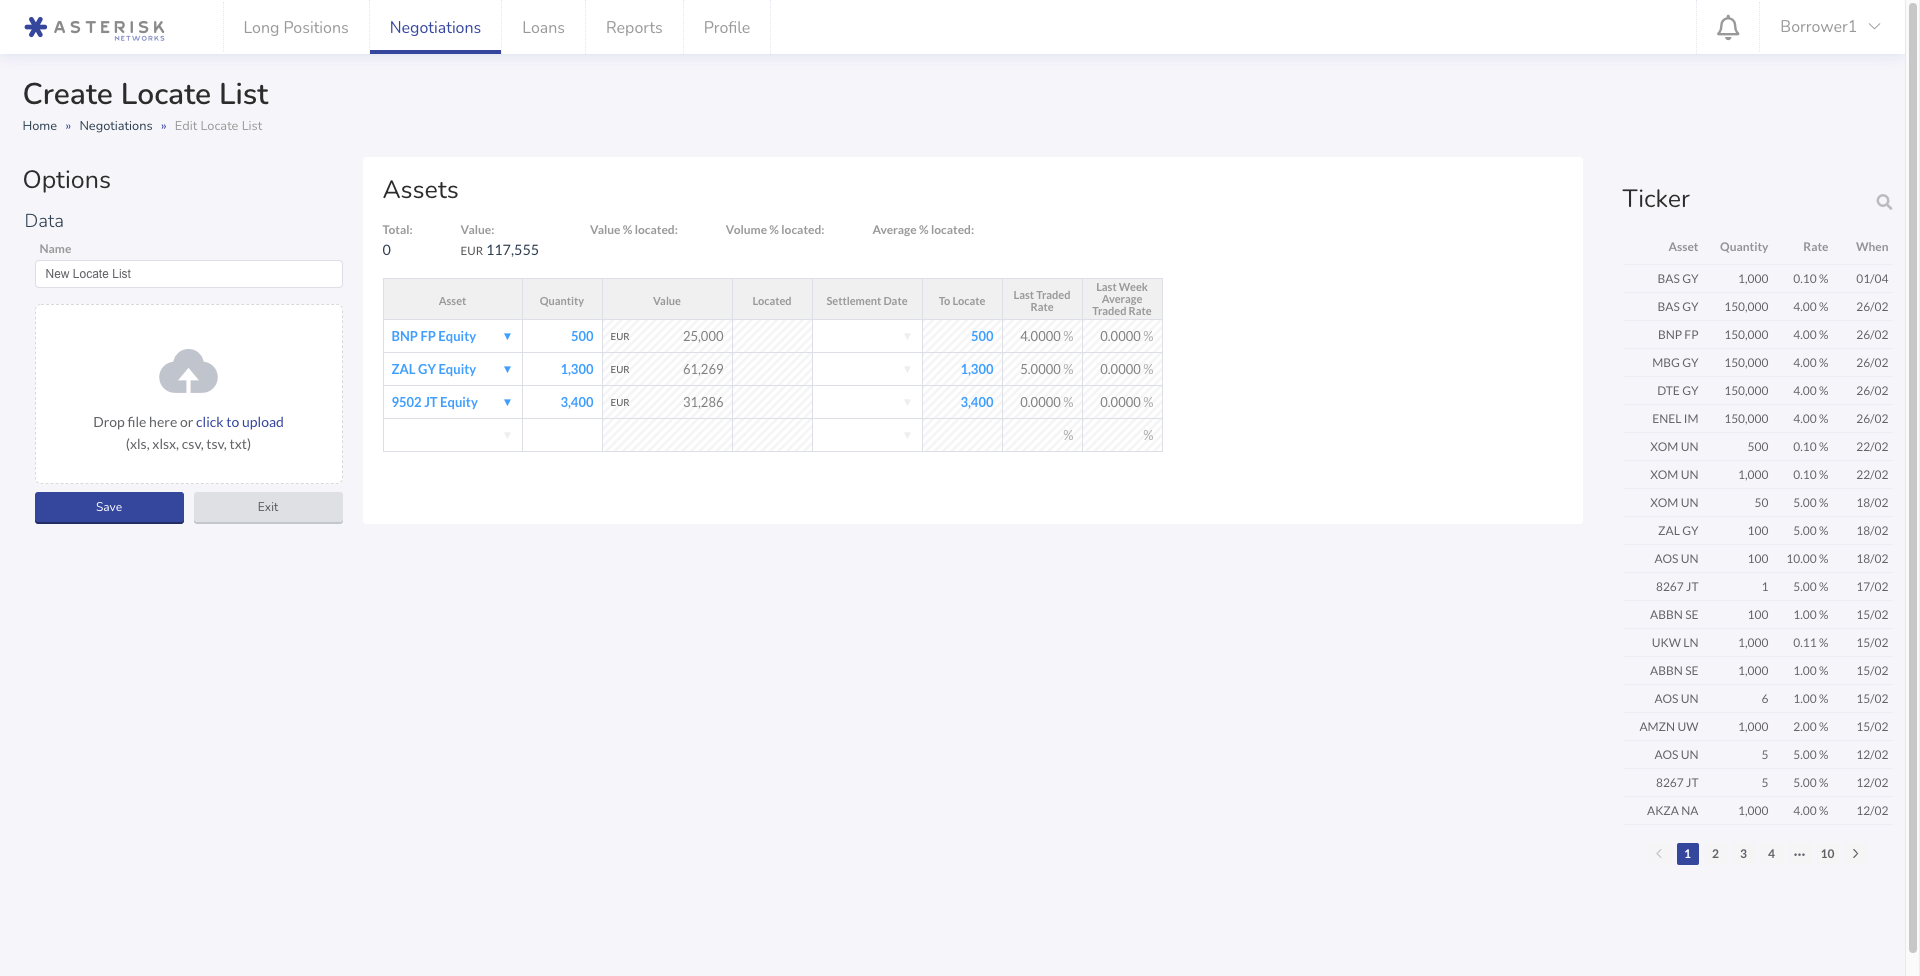 ASTERISK
NETWORKS
Long Positions
Negotiations
Loans
Reports
Profile
Borrower1
Create Locate List
Home » Negotiations » Edit Locate List
Options
Data
Name
New Locate List
Drop file here or click to upload
(xls, xlsx, csv, tsv, txt)
Save
Exit
Assets
Total: Value: Value % located: Volume % located: Average % located:
0 EUR 117,555
Asset Quantity Value Located Settlement Date To Locate Last Traded Rate Last Week Average Traded Rate
BNP FP Equity ▼ 500 EUR 25,000 ▼ 500 4.0000 % 0.0000 %
ZAL GY Equity ▼ 1,300 EUR 61,269 ▼ 1,300 5.0000 % 0.0000 %
9502 JT Equity ▼ 3,400 EUR 31,286 ▼ 3,400 0.0000 % 0.0000 %
▼ ▼ % %
Ticker
Asset Quantity Rate When
BAS GY 1,000 0.10 % 01/04
BAS GY 150,000 4.00 % 26/02
BNP FP 150,000 4.00 % 26/02
MBG GY 150,000 4.00 % 26/02
DTE GY 150,000 4.00 % 26/02
ENEL IM 150,000 4.00 % 26/02
XOM UN 500 0.10 % 22/02
XOM UN 1,000 0.10 % 22/02
XOM UN 50 5.00 % 18/02
ZAL GY 100 5.00 % 18/02
AOS UN 100 10.00 % 18/02
8267 JT 1 5.00 % 17/02
ABBN SE 100 1.00 % 15/02
UKW LN 1,000 0.11 % 15/02
ABBN SE 1,000 1.00 % 15/02
AOS UN 6 1.00 % 15/02
AMZN UW 1,000 2.00 % 15/02
AOS UN 5 5.00 % 12/02
8267 JT 5 5.00 % 12/02
AKZA NA 1,000 4.00 % 12/02
< 1 2 3 4 ••• 10 >